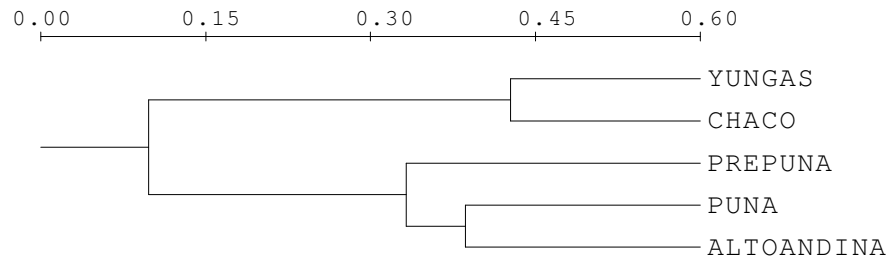 0.00 0.15 0.30 0.45 0.60
YUNGAS
CHACO
PREPUNA
PUNA
ALTOANDINA